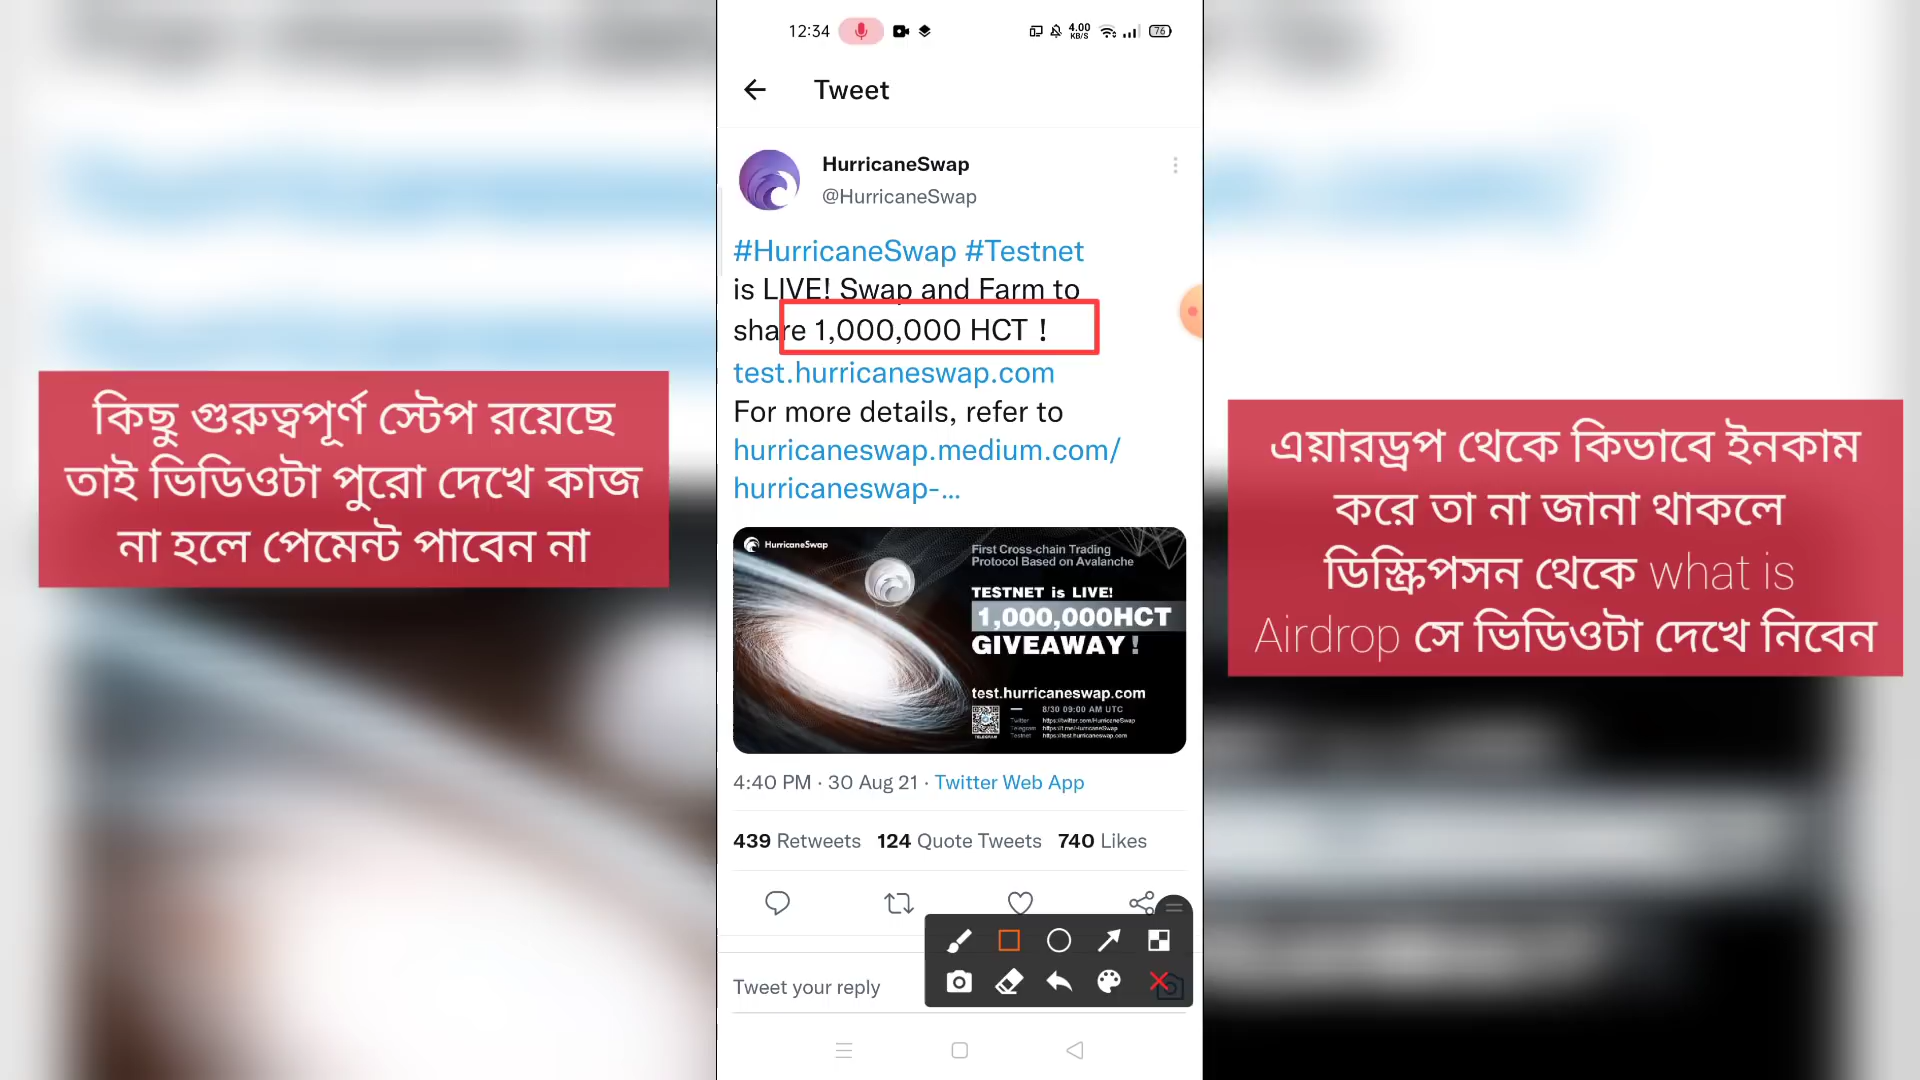 12:34
4.00
KB/S
76
Tweet
HurricaneSwap
@HurricaneSwap
#HurricaneSwap #Testnet
is LIVE! Swap and Farm to
share 1,000,000 HCT！
test.hurricaneswap.com
For more details, refer to
hurricaneswap.medium.com/
hurricaneswap-...
কিছু গুরুত্বপূর্ণ স্টেপ রয়েছে
তাই ভিডিওটা পুরো দেখে কাজ
না হলে পেমেন্ট পাবেন না
এয়ারড্রপ থেকে কিভাবে ইনকাম
করে তা না জানা থাকলে
ডিস্ক্রিপসন থেকে what is
Airdrop সে ভিডিওটা দেখে নিবেন
HurricaneSwap
First Cross-chain Trading
Protocol Based on Avalanche
TESTNET is LIVE!
1,000,000HCT
GIVEAWAY !
test.hurricaneswap.com
8/30 09:00 AM UTC
Twitter https://twitter.com/HurricaneSwap
Telegram https://t.me/HurricaneSwap
Testnet https://test.hurricaneswap.com
TELEGRAM
4:40 PM · 30 Aug 21 · Twitter Web App
439 Retweets 124 Quote Tweets 740 Likes
Tweet your reply